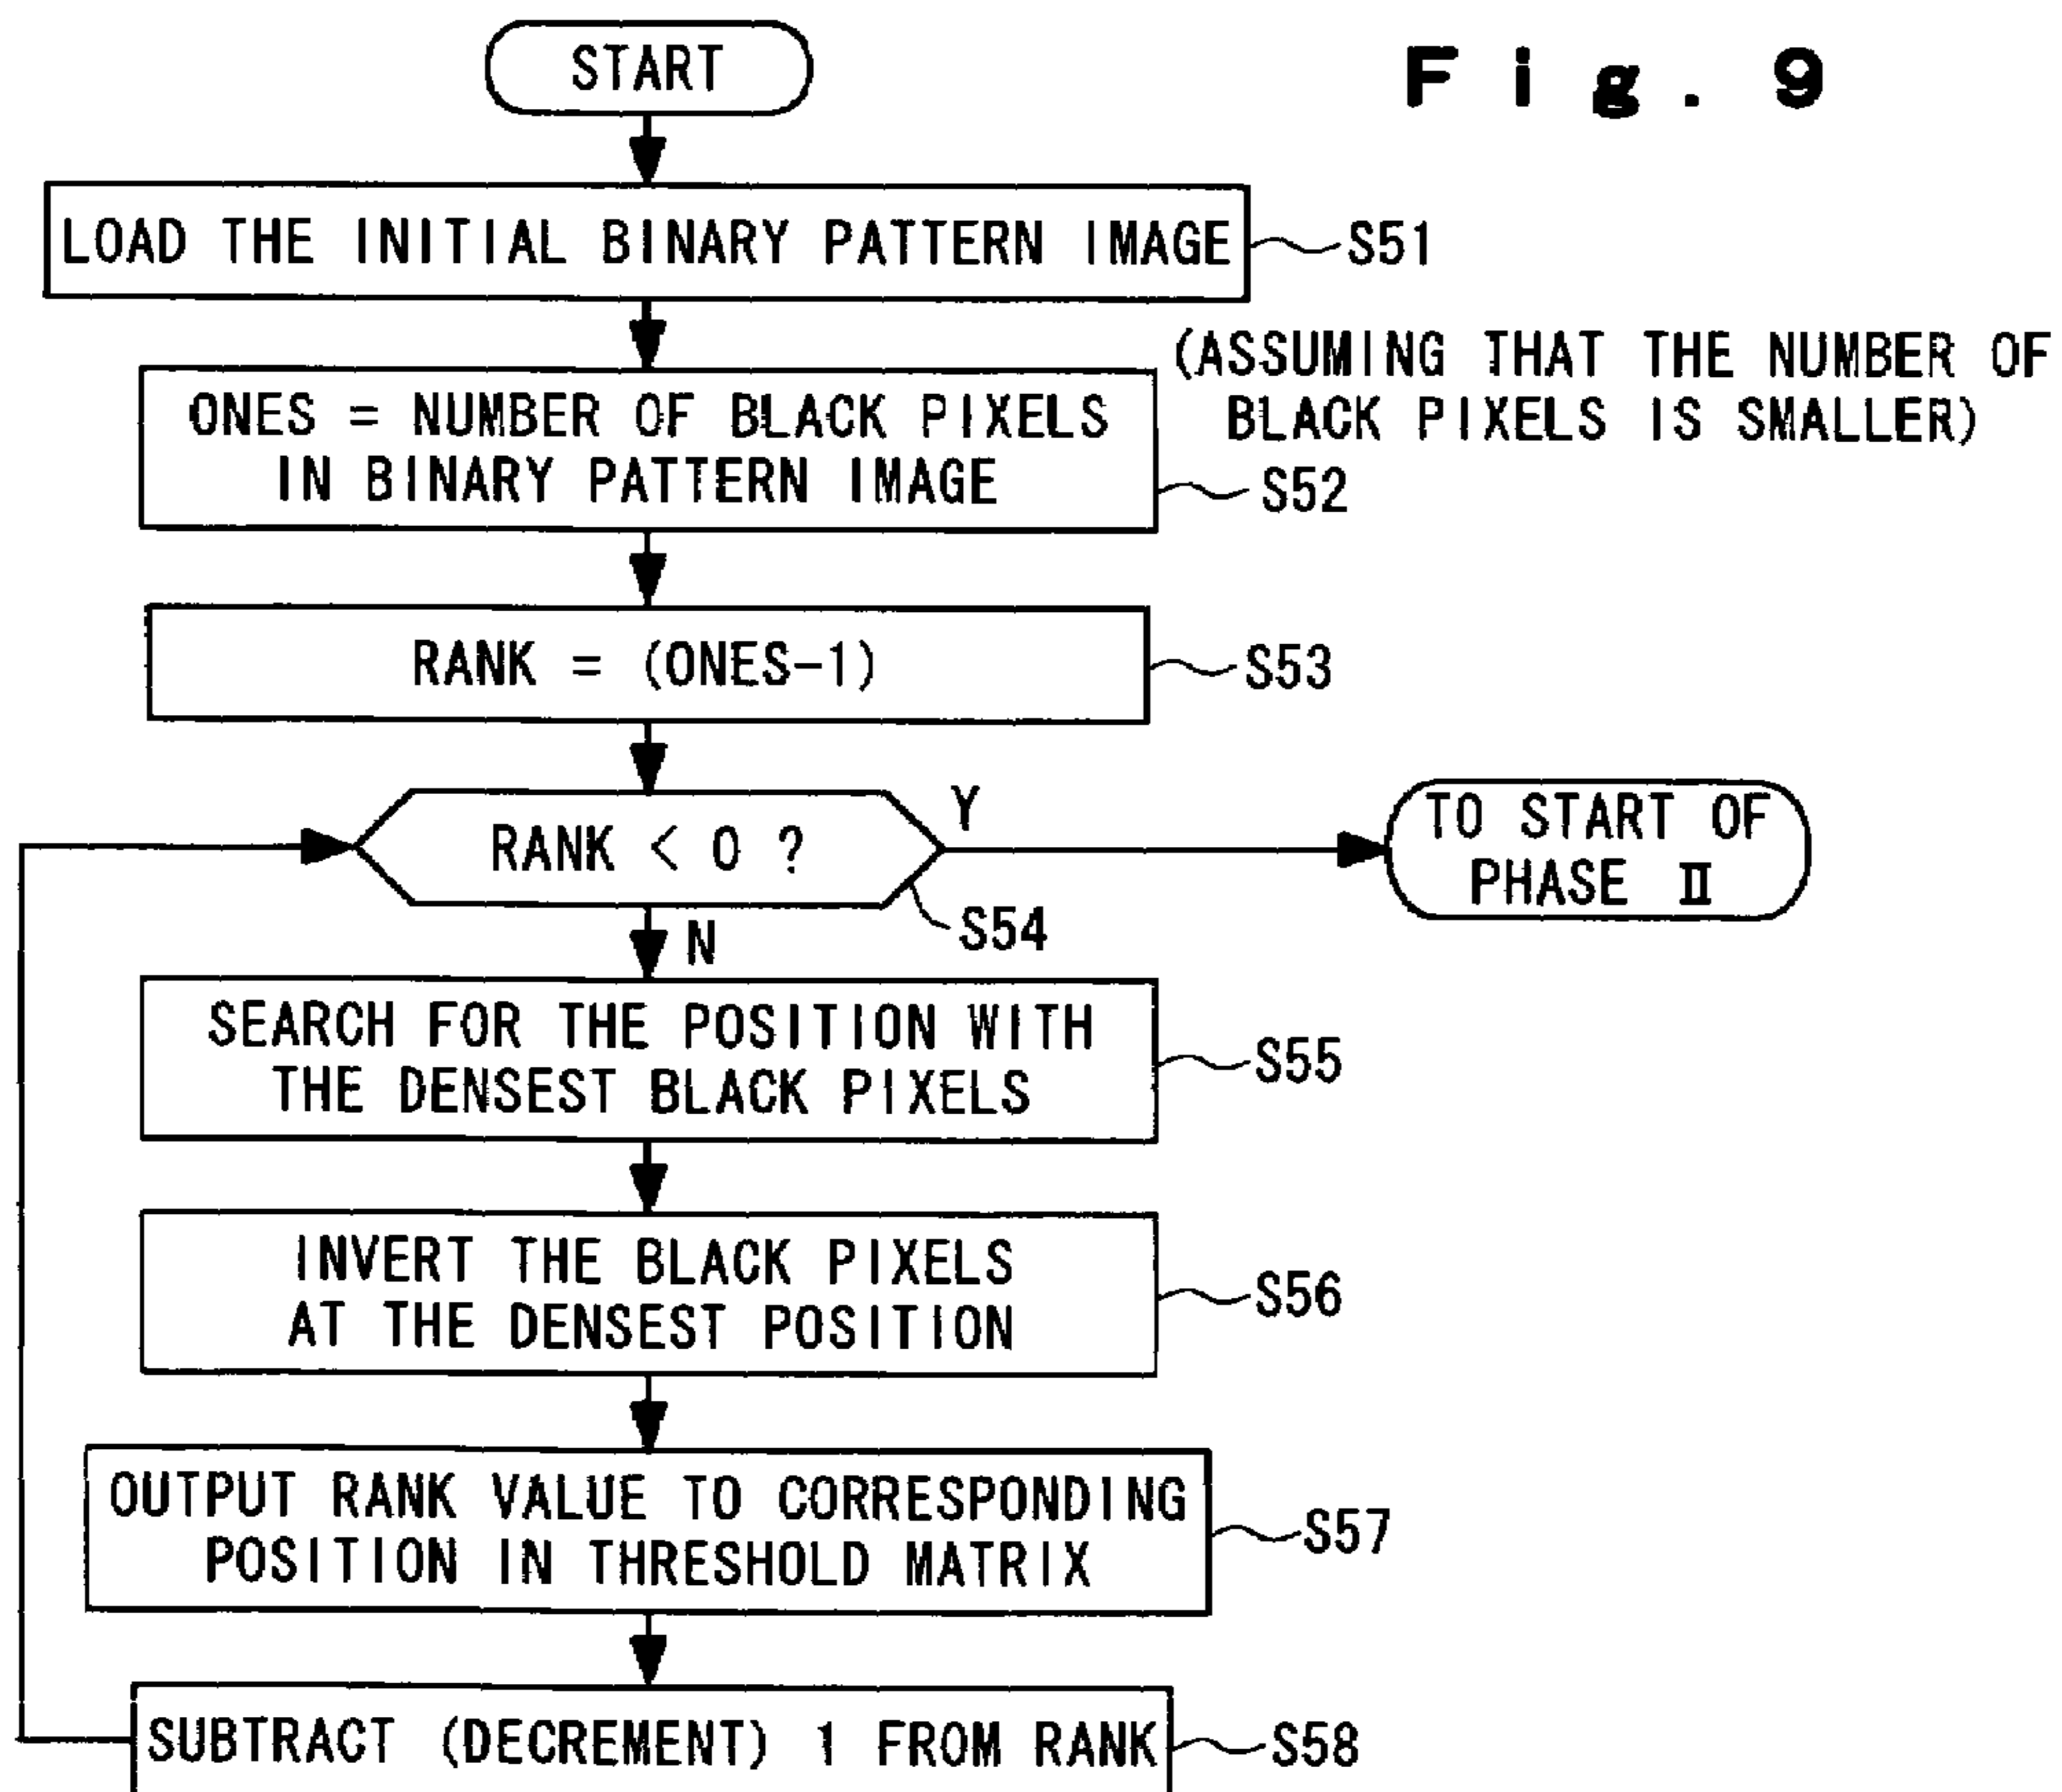 START
Fig. 9
LOAD THE INITIAL BINARY PATTERN IMAGE
S51
(ASSUMING THAT THE NUMBER OF
BLACK PIXELS IS SMALLER)
ONES = NUMBER OF BLACK PIXELS
IN BINARY PATTERN IMAGE
S52
RANK = (ONES-1)
S53
RANK < 0 ?
Y
TO START OF
PHASE II
S54
N
SEARCH FOR THE POSITION WITH
THE DENSEST BLACK PIXELS
S55
INVERT THE BLACK PIXELS
AT THE DENSEST POSITION
S56
OUTPUT RANK VALUE TO CORRESPONDING
POSITION IN THRESHOLD MATRIX
S57
SUBTRACT (DECREMENT) 1 FROM RANK
S58